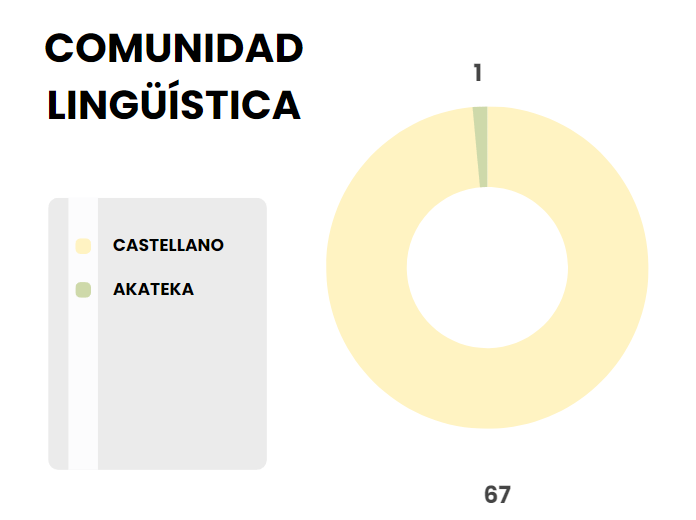 COMUNIDAD
LINGÜÍSTICA
1
CASTELLANO
AKATEKA
67